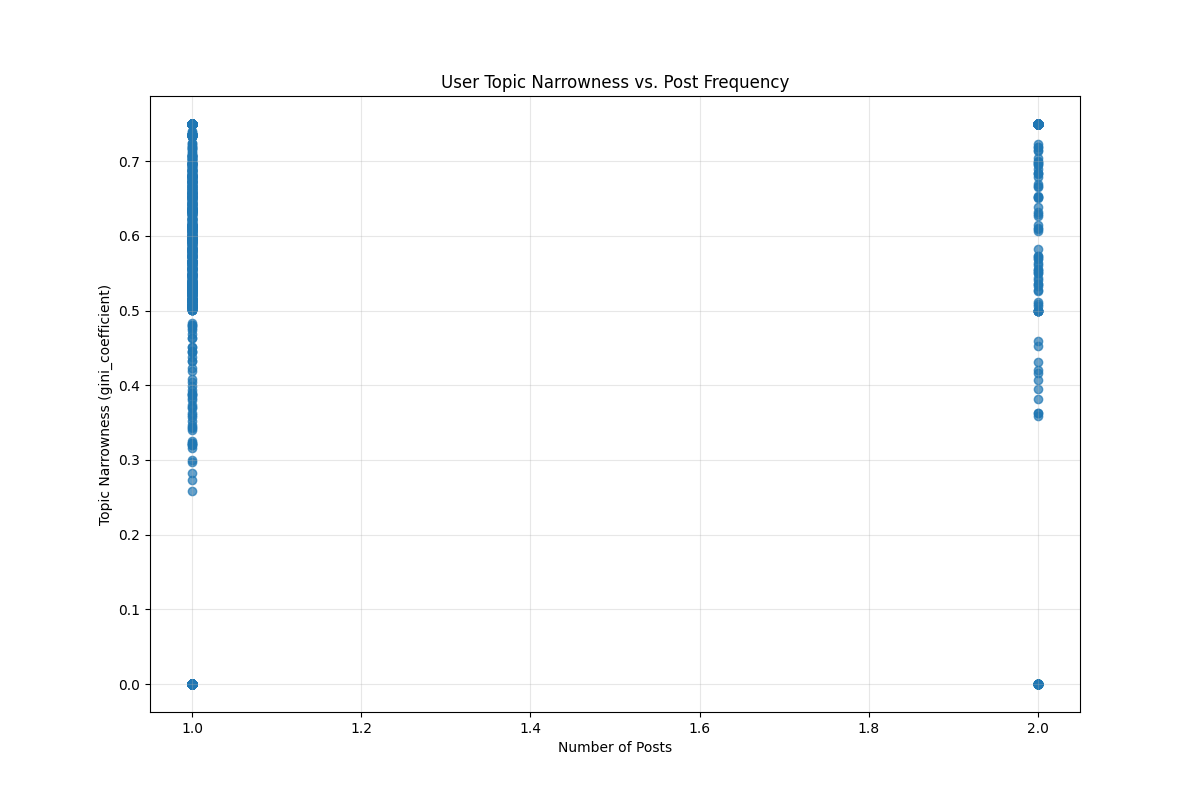 User Topic Narrowness vs. Post Frequency
Topic Narrowness (gini_coefficient)
0.7
0.6
0.5
0.4
0.3
0.2
0.1
0.0
1.0 1.2 1.4 1.6 1.8 2.0
Number of Posts